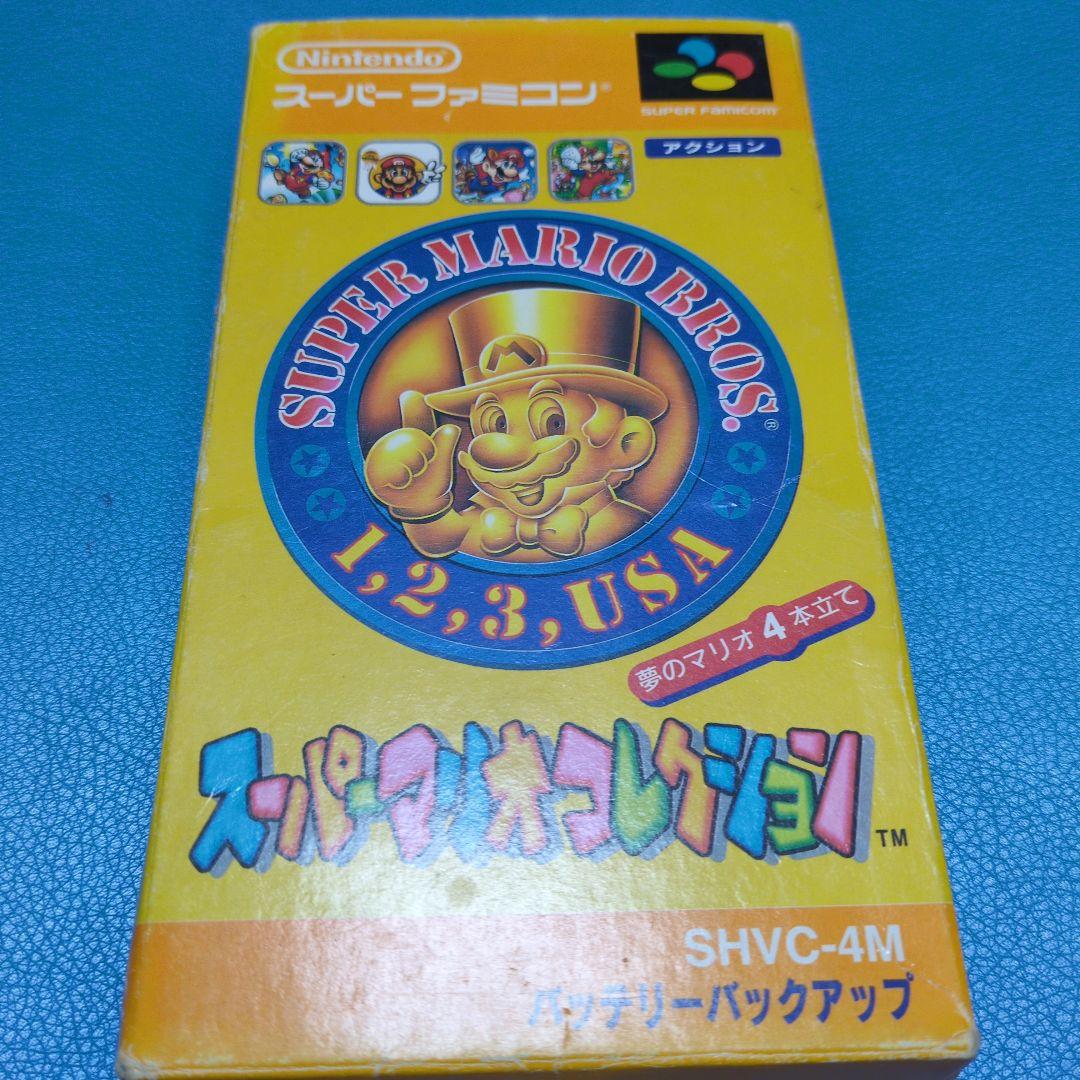 Nintendo
スーパーファミコン®
SUPER FAMICOM
アクション
SUPER MARIO BROS.®
M
1, 2, 3, USA
夢のマリオ4本立て
スーパーマリオコレクション TM
SHVC-4M
バッテリーバックアップ